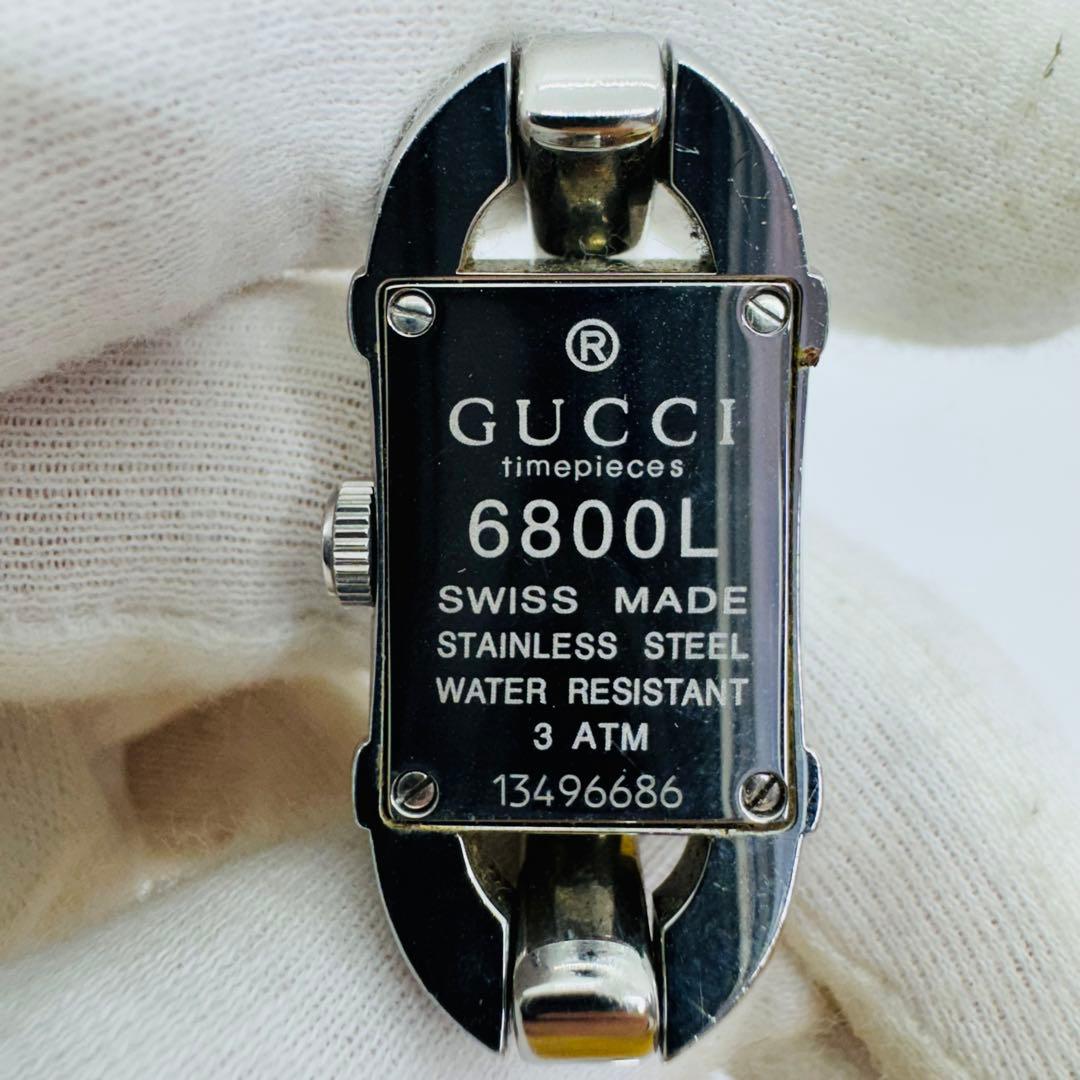 ®
GUCCI
timepieces
6800L
SWISS MADE
STAINLESS STEEL
WATER RESISTANT
3 ATM
13496686